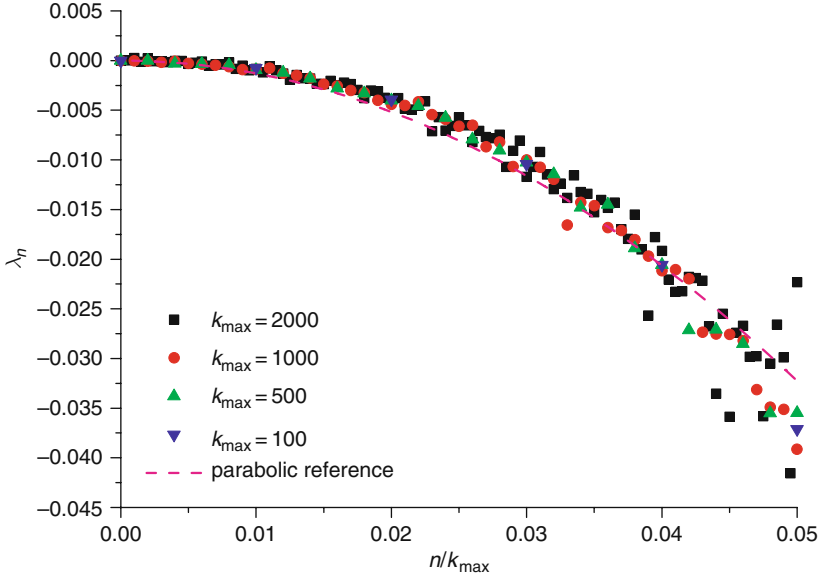 0.005
0.000
−0.005
−0.010
−0.015
−0.020
−0.025
−0.030
−0.035
−0.040
−0.045
λn
kmax = 2000
kmax = 1000
kmax = 500
kmax = 100
parabolic reference
0.00 0.01 0.02 0.03 0.04 0.05
n/kmax